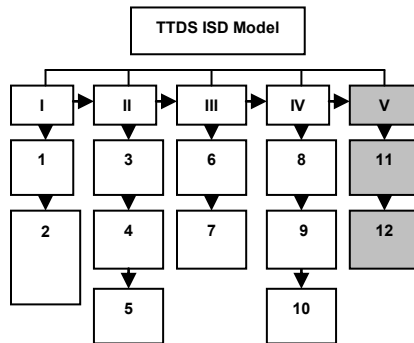 TTDS ISD Model
I II III IV V
1 3 6 8 11
2 4 7 9 12
5 10